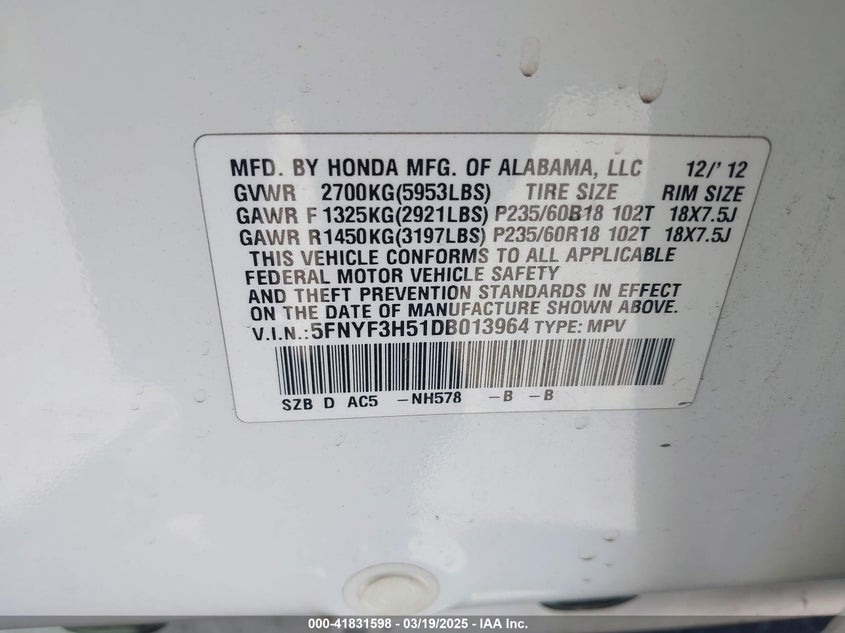 MFD. BY HONDA MFG. OF ALABAMA, LLC 12/'12
GVWR 2700KG(5953LBS) TIRE SIZE RIM SIZE
GAWR F 1325KG(2921LBS) P235/60R18 102T 18X7.5J
GAWR R1450KG(3197LBS) P235/60R18 102T 18X7.5J
THIS VEHICLE CONFORMS TO ALL APPLICABLE
FEDERAL MOTOR VEHICLE SAFETY
AND THEFT PREVENTION STANDARDS IN EFFECT
ON THE DATE OF MANUFACTURE SHOWN ABOVE.
V.I.N.:5FNYF3H51DB013964 TYPE: MPV
SZB D AC5 -NH578 -B -B
000-41831598 - 03/19/2025 - IAA Inc.